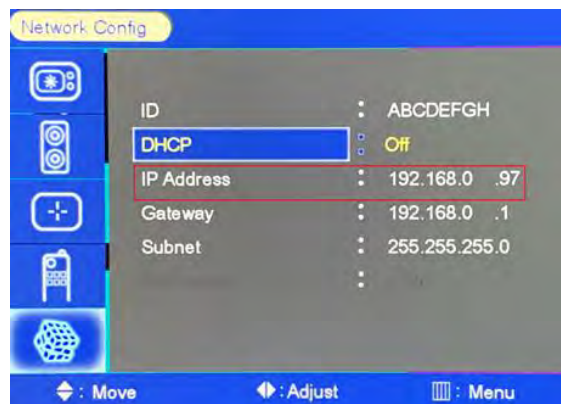 Network Config
ID : ABCDEFGH
DHCP : Off
IP Address : 192.168.0 .97
Gateway : 192.168.0 .1
Subnet : 255.255.255.0
:
: Move : Adjust : Menu